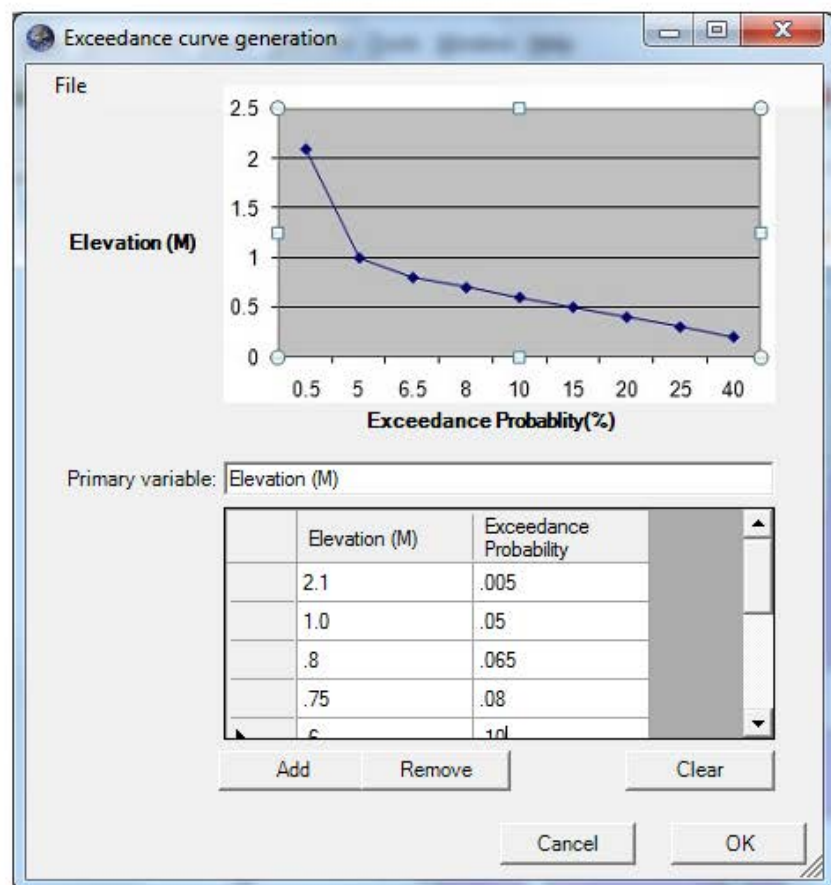 Exceedance curve generation
File
2.5
2
1.5
1
0.5
0
Elevation (M)
0.5 5 6.5 8 10 15 20 25 40
Exceedance Probablity(%)
Primary variable: Elevation (M)
Elevation (M) Exceedance
Probability
2.1 .005
1.0 .05
.8 .065
.75 .08
.6 .10
Add Remove Clear
Cancel OK